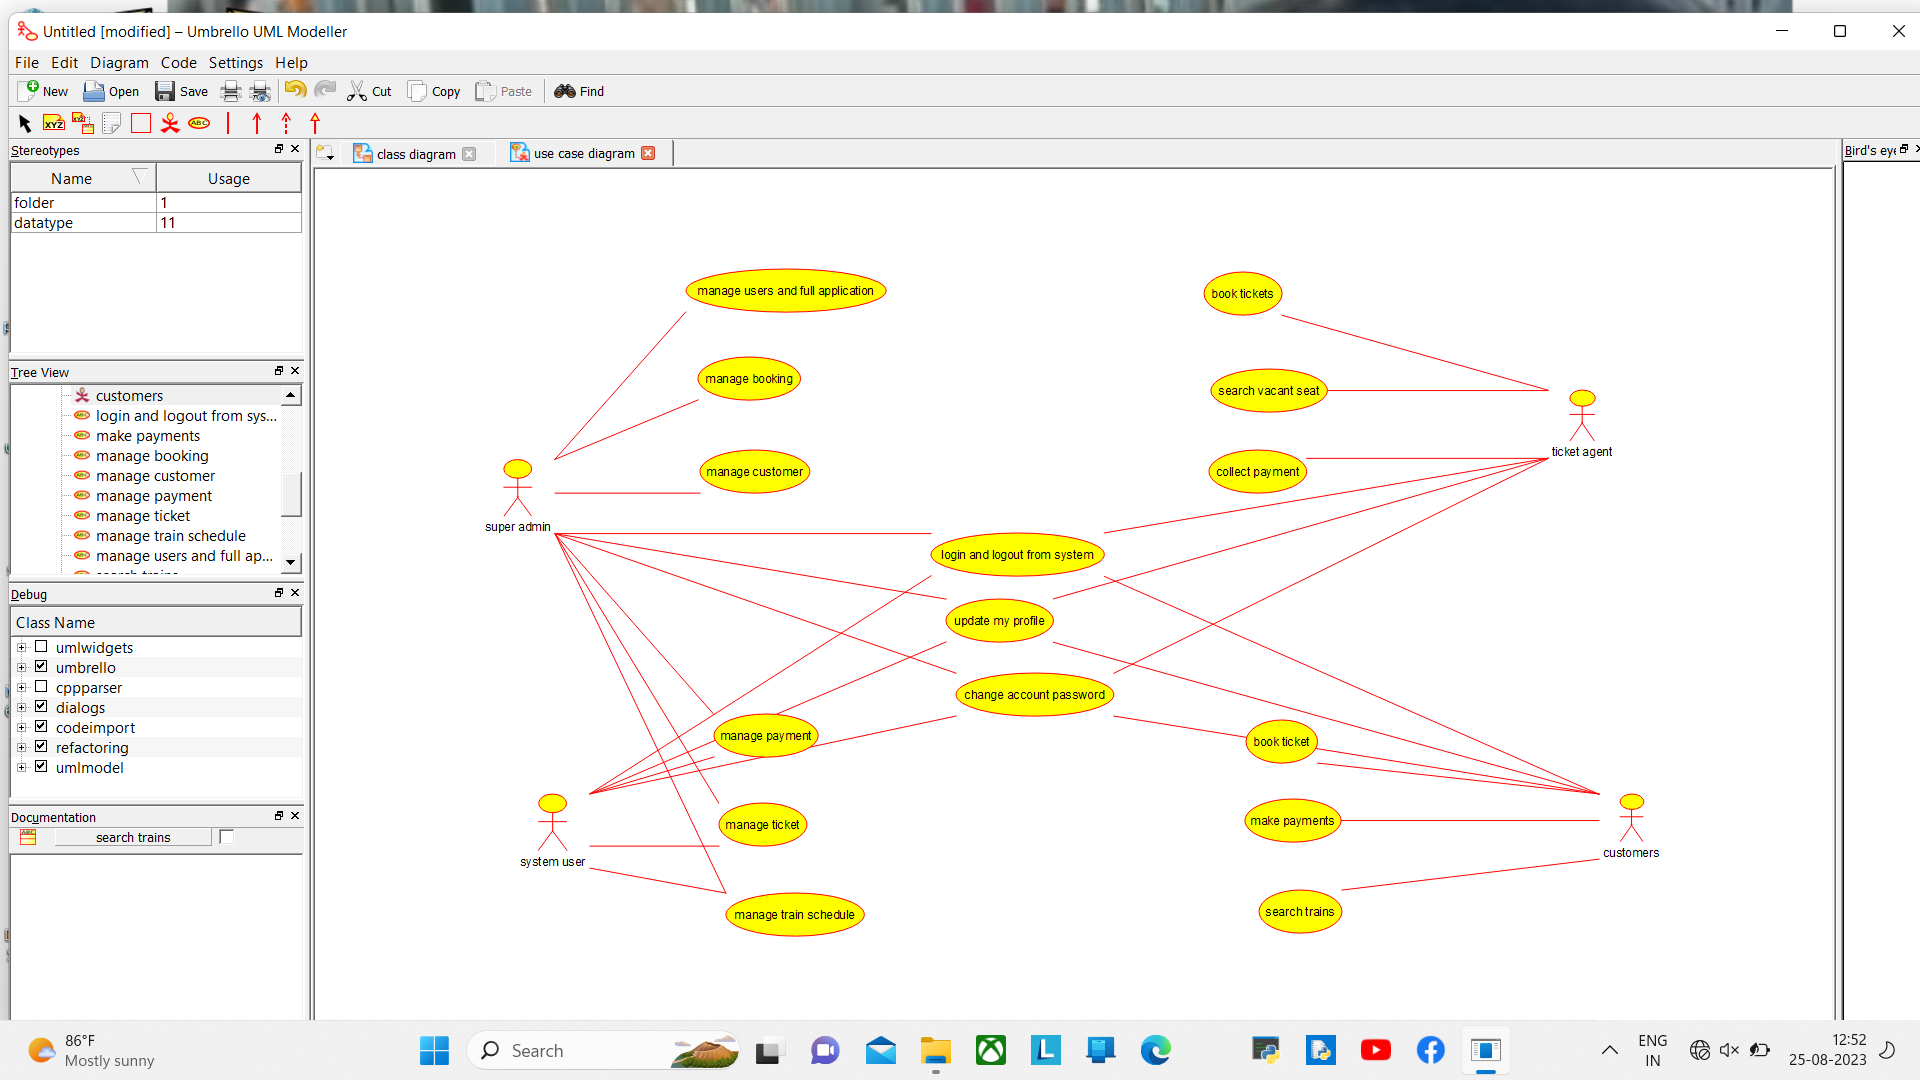 Untitled [modified] – Umbrello UML Modeller
File Edit Diagram Code Settings Help
New Open Save Cut Copy Paste Find
XYZ ABC
Stereotypes
Name Usage
folder 1
datatype 11
Tree View
customers
login and logout from sys...
make payments
manage booking
manage customer
manage payment
manage ticket
manage train schedule
manage users and full ap...
Debug
Class Name
umlwidgets
umbrello
cppparser
dialogs
codeimport
refactoring
umlmodel
Documentation
search trains
class diagram
use case diagram
Bird's eye
manage users and full application
book tickets
manage booking
search vacant seat
ticket agent
manage customer
collect payment
super admin
login and logout from system
update my profile
change account password
manage payment
book ticket
manage ticket
make payments
system user
customers
manage train schedule
search trains
86°F
Mostly sunny
Search
ENG
IN
12:52
25-08-2023